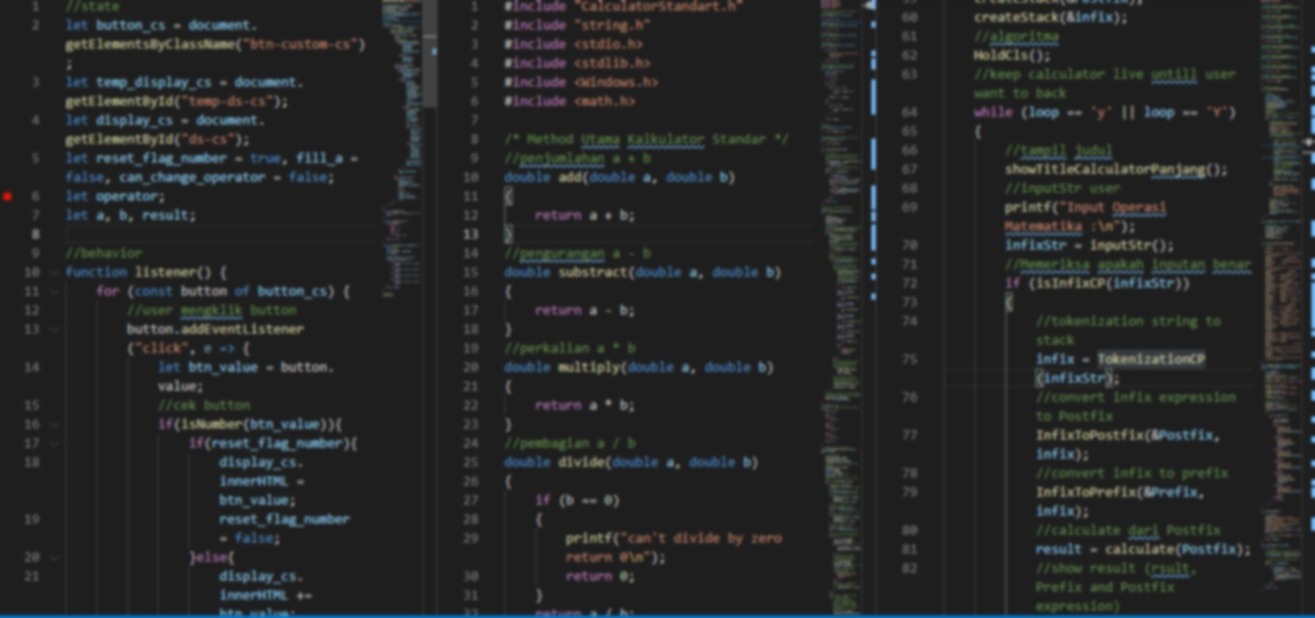 1 //state
2 let button_cs = document.
getElementsByClassName("btn-custom-cs")
;
3 let temp_display_cs = document.
getElementById("temp-ds-cs");
4 let display_cs = document.
getElementById("ds-cs");
5 let reset_flag_number = true, fill_a =
false, can_change_operator = false;
6 let operator;
7 let a, b, result;
8
9 //behavior
10 function listener() {
11 for (const button of button_cs) {
12 //user mengklik button
13 button.addEventListener
("click", e => {
14 let btn_value = button.
value;
15 //cek button
16 if(isNumber(btn_value)){
17 if(reset_flag_number){
18 display_cs.
innerHTML =
btn_value;
19 reset_flag_number
= false;
20 }else{
21 display_cs.
innerHTML +=
btn_value;
1 #include "CalculatorStandart.h"
2 #include "string.h"
3 #include <stdio.h>
4 #include <stdlib.h>
5 #include <Windows.h>
6 #include <math.h>
7
8 /* Method Utama Kalkulator Standar */
9 //penjumlahan a + b
10 double add(double a, double b)
11 {
12 return a + b;
13 }
14 //pengurangan a - b
15 double substract(double a, double b)
16 {
17 return a - b;
18 }
19 //perkalian a * b
20 double multiply(double a, double b)
21 {
22 return a * b;
23 }
24 //pembagian a / b
25 double divide(double a, double b)
26 {
27 if (b == 0)
28 {
29 printf("can't divide by zero
return 0\n");
30 return 0;
31 }
32 return a / b;
59 createStack(&Postfix);
60 createStack(&infix);
61 //algoritma
62 HoldCls();
63 //keep calculator live untill user
want to back
64 while (loop == 'y' || loop == 'Y')
65 {
66 //tampil judul
67 showTitleCalculatorPanjang();
68 //inputStr user
69 printf("Input Operasi
Matematika :\n");
70 infixStr = inputStr();
71 //Memeriksa apakah inputan benar
72 if (isInfixCP(infixStr))
73 {
74 //tokenization string to
stack
75 infix = TokenizationCP
(infixStr);
76 //convert infix expression
to Postfix
77 InfixToPostfix(&Postfix,
infix);
78 //convert infix to prefix
79 InfixToPrefix(&Prefix,
infix);
80 //calculate dari Postfix
81 result = calculate(Postfix);
82 //show result (rsult,
Prefix and Postfix
expression)